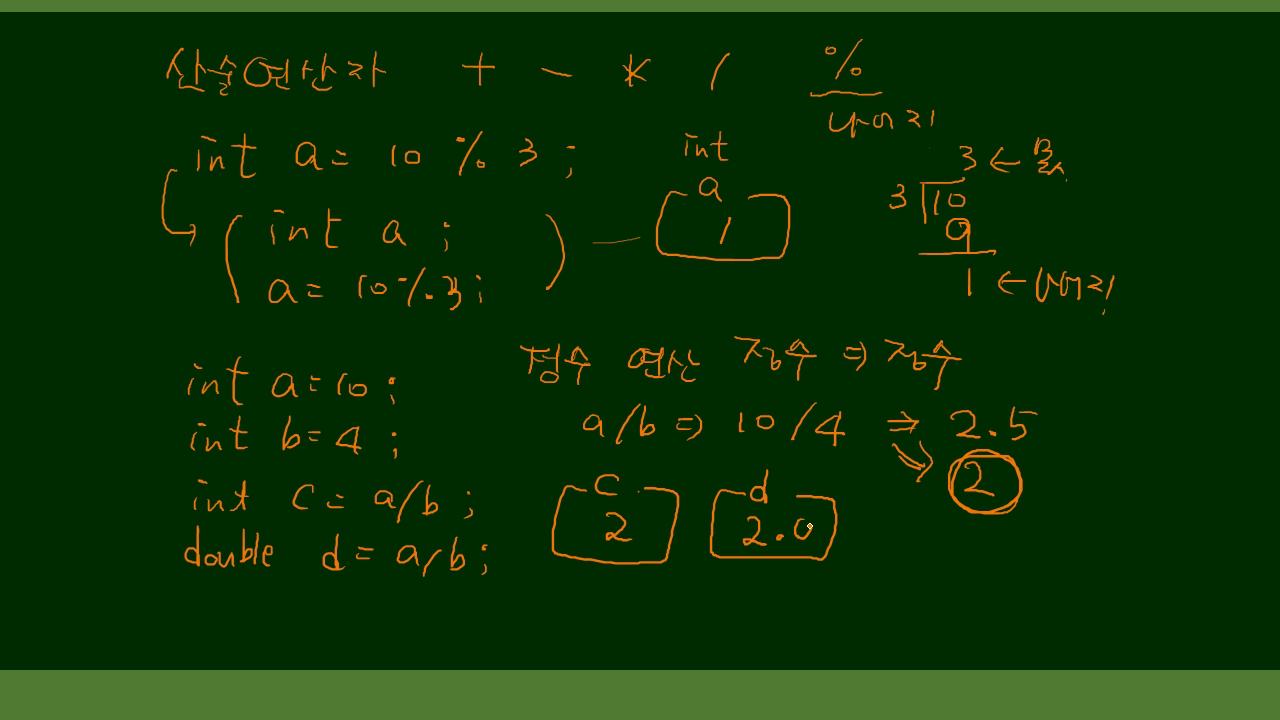 산술연산자 + - * / %
나머지
int a = 10 % 3 ;
int a ;
a = 10 % 3 ;
int
a
1
3 ← 몫
3 10
9
1 ← 나머지
정수 연산 정수 => 정수
int a = 10 ;
int b = 4 ;
int c = a/b ;
double d = a/b ;
a/b => 10/4 => 2.5
2
c
2
d
2.0